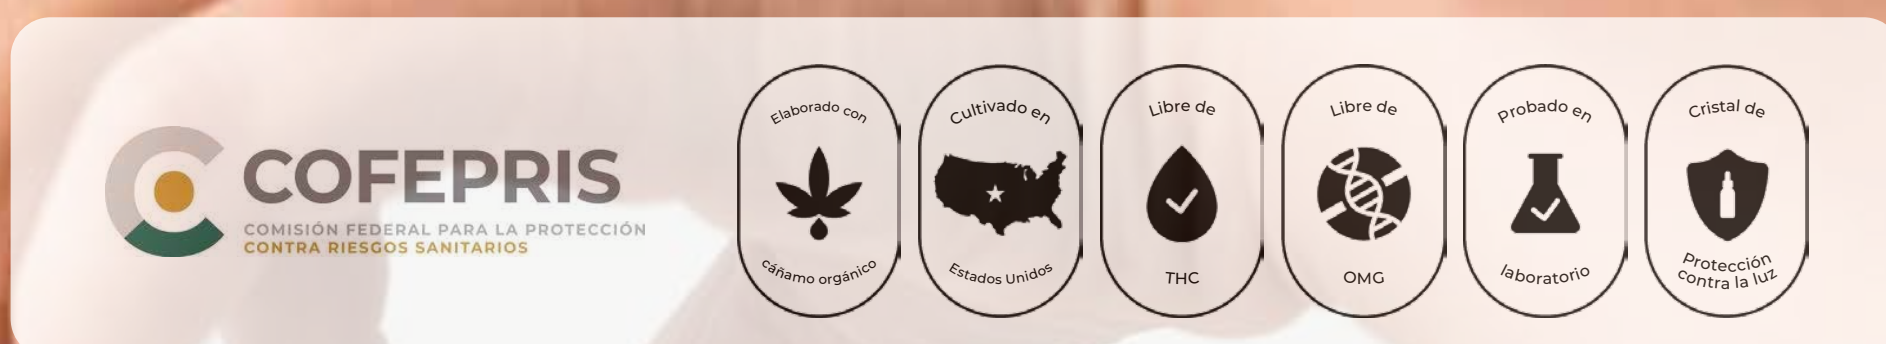 COFEPRIS
COMISIÓN FEDERAL PARA LA PROTECCIÓN
CONTRA RIESGOS SANITARIOS
Elaborado con
cáñamo orgánico
Cultivado en
Estados Unidos
Libre de
THC
Libre de
OMG
Probado en
laboratorio
Cristal de
Protección
contra la luz